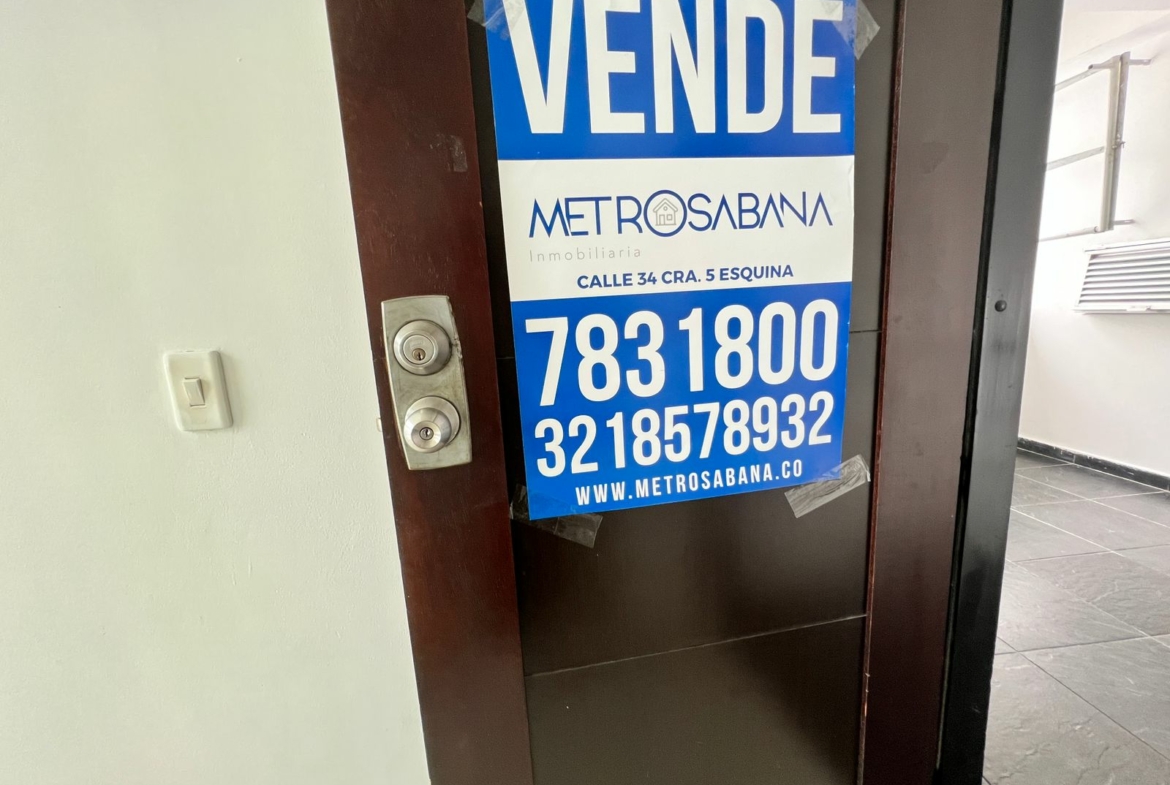 VENDE
METROSABANA
Inmobiliaria
CALLE 34 CRA. 5 ESQUINA
7831800
3218578932
WWW.METROSABANA.CO